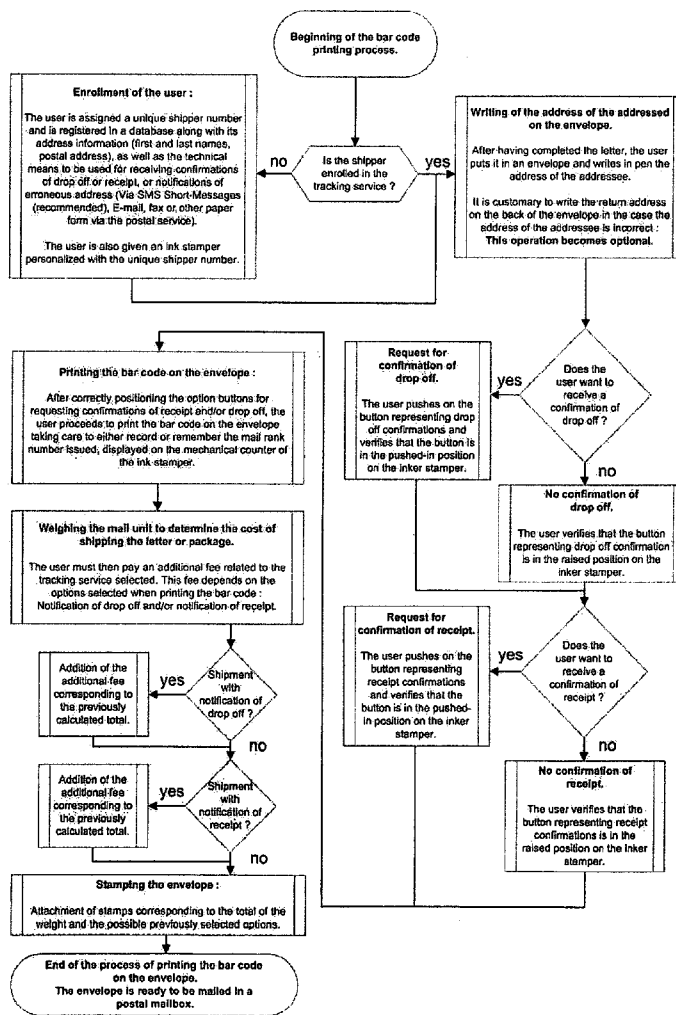 Beginning of the bar code
printing process.
Enrollment of the user :
The user is assigned a unique shipper number
and is registered in a database along with its
address information (first and last names,
postal address), as well as the technical
means to be used for receiving confirmations
of drop off or receipt, or notifications of
erroneous address (Via SMS Short-Messages
(recommended), E-mail, fax or other paper
form via the postal service).
The user is also given an ink stamper
personalized with the unique shipper number.
no
Is the shipper
enrolled in the
tracking service ?
yes
Writing of the address of the addressed
on the envelope.
After having completed the letter, the user
puts it in an envelope and writes in pen the
address of the addressee.
It is customary to write the return address
on the back of the envelope in the case the
address of the addressee is incorrect :
This operation becomes optional.
Does the
user want to
receive a
confirmation of
drop off ?
yes
no
Request for
confirmation of
drop off.
The user pushes on the
button representing drop
off confirmations and
verifies that the button is
in the pushed-in position
on the inker stamper.
No confirmation of
drop off.
The user verifies that the button
representing drop off confirmation
is in the raised position on the
inker stamper.
Does the
user want to
receive a
confirmation of
receipt ?
yes
no
Request for
confirmation of receipt.
The user pushes on the
button representing
receipt confirmations
and verifies that the
button is in the pushed-
in position on the inker
stamper.
No confirmation of
receipt.
The user verifies that the
button representing receipt
confirmations is in the
raised position on the inker
stamper.
Printing the bar code on the envelope :
After correctly positioning the option buttons for
requesting confirmations of receipt and/or drop off, the
user proceeds to print the bar code on the envelope
taking care to either record or remember the mail rank
number issued, displayed on the mechanical counter of
the ink stamper.
Weighing the mail unit to determine the cost of
shipping the letter or package.
The user must then pay an additional fee related to the
tracking service selected. This fee depends on the
options selected when printing the bar code :
Notification of drop off and/or notification of receipt.
Shipment
with
notification of
drop off ?
yes
no
Addition of the
additional fee
corresponding to
the previously
calculated total.
Shipment
with
notification of
receipt ?
yes
no
Addition of the
additional fee
corresponding to
the previously
calculated total.
Stamping the envelope :
Attachment of stamps corresponding to the total of the
weight and the possible previously selected options.
End of the process of printing the bar code
on the envelope.
The envelope is ready to be mailed in a
postal mailbox.